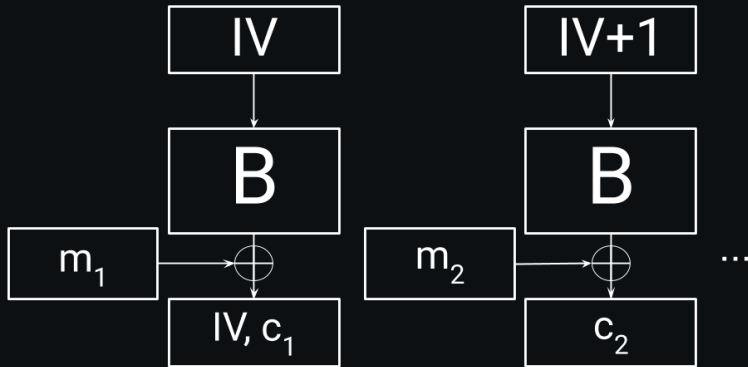 IV IV+1
B B
m₁ m₂ ...
IV, c₁ c₂